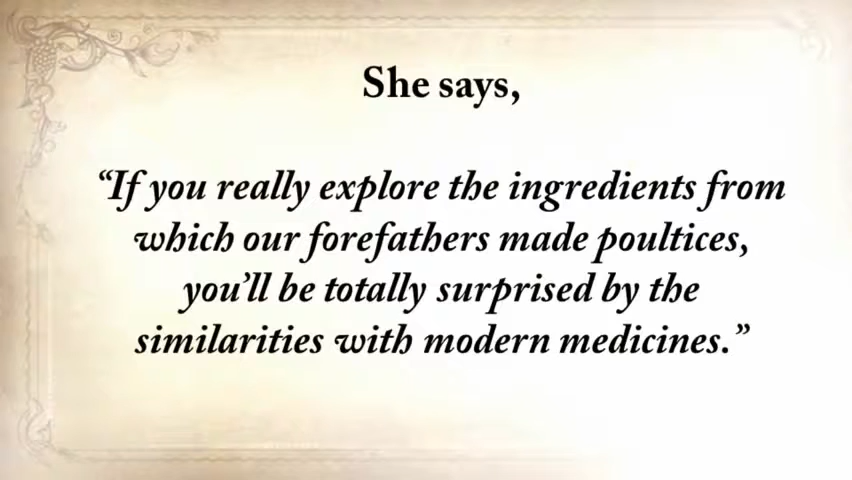 She says,
“If you really explore the ingredients from
which our forefathers made poultices,
you’ll be totally surprised by the
similarities with modern medicines.”